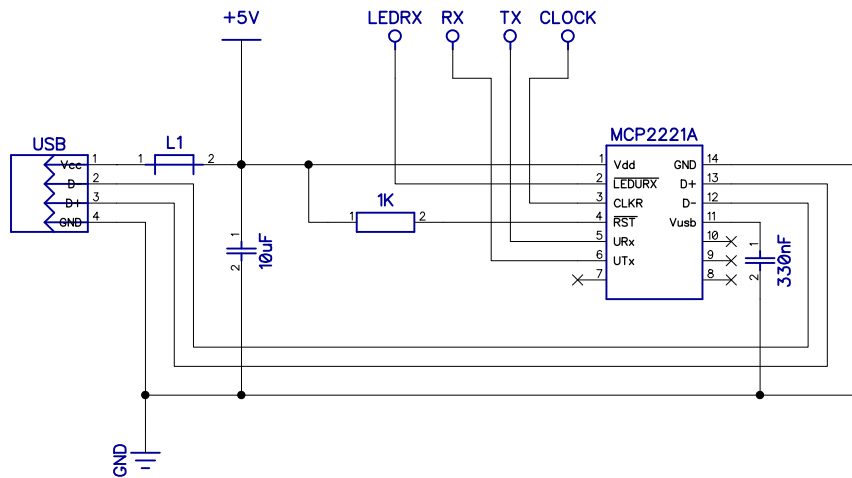 +5V
LEDRX RX TX CLOCK
USB
L1
MCP2221A
1 Vcc
2 D-
3 D+
4 GND
1 2
1K
1 2
1 Vdd
2 LEDURX
3 CLKR
4 RST
5 URx
6 UTx
7
GND 14
D+ 13
D- 12
Vusb 11
10
9
8
1
2
10uF
1
2
330nF
GND